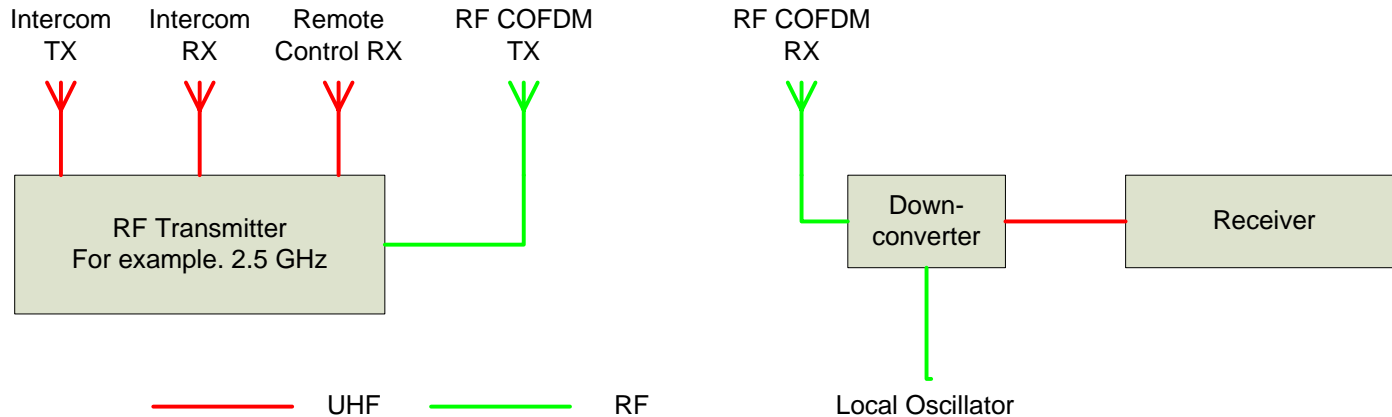 Intercom
TX
Intercom
RX
Remote
Control RX
RF COFDM
TX
RF COFDM
RX
RF Transmitter
For example. 2.5 GHz
Down-
converter
Receiver
UHF
RF
Local Oscillator